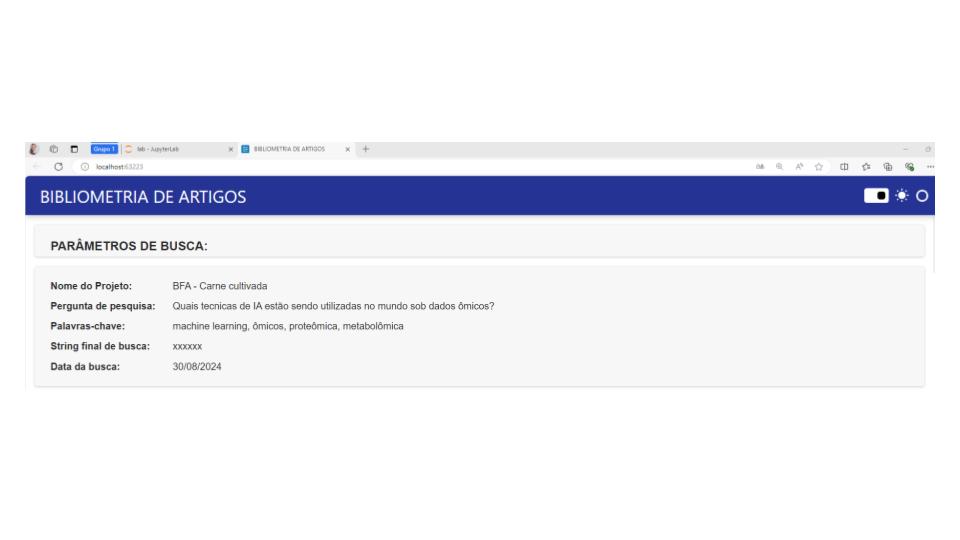 Grupo 1 lab - JupyterLab BIBLIOMETRIA DE ARTIGOS
localhost:63223
BIBLIOMETRIA DE ARTIGOS
PARÂMETROS DE BUSCA:
Nome do Projeto: BFA - Carne cultivada
Pergunta de pesquisa: Quais tecnicas de IA estão sendo utilizadas no mundo sob dados ômicos?
Palavras-chave: machine learning, ômicos, proteômica, metabolômica
String final de busca: xxxxxx
Data da busca: 30/08/2024